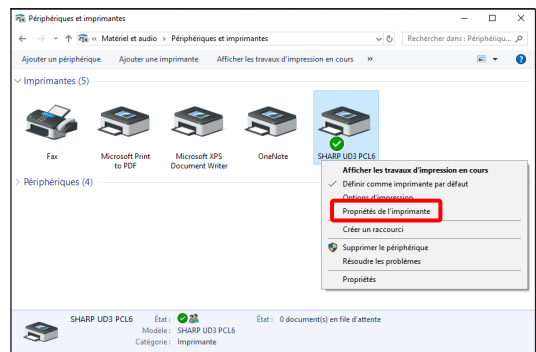 Périphériques et imprimantes
« Matériel et audio › Périphériques et imprimantes
Rechercher dans : Périphériqu...
Ajouter un périphérique Ajouter une imprimante Afficher les travaux d'impression en cours »
Imprimantes (5)
Fax
Microsoft Print to PDF
Microsoft XPS Document Writer
OneNote
SHARP UD3 PCL6
Périphériques (4)
Afficher les travaux d'impression en cours
Définir comme imprimante par défaut
Options d'impression
Propriétés de l'imprimante
Créer un raccourci
Supprimer le périphérique
Résoudre les problèmes
Propriétés
SHARP UD3 PCL6 État : État : 0 document(s) en file d'attente
Modèle : SHARP UD3 PCL6
Catégorie : Imprimante